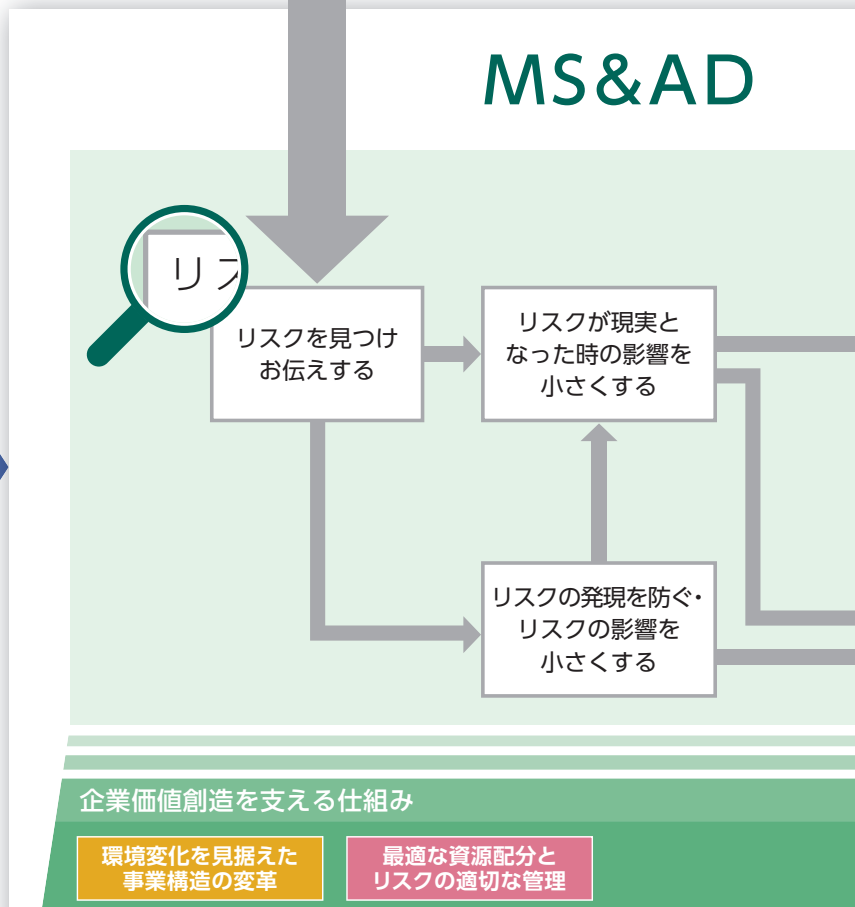 MS&AD
リス
リスクを見つけ
お伝えする
リスクが現実と
なった時の影響を
小さくする
リスクの発現を防ぐ・
リスクの影響を
小さくする
企業価値創造を支える仕組み
環境変化を見据えた
事業構造の変革
最適な資源配分と
リスクの適切な管理